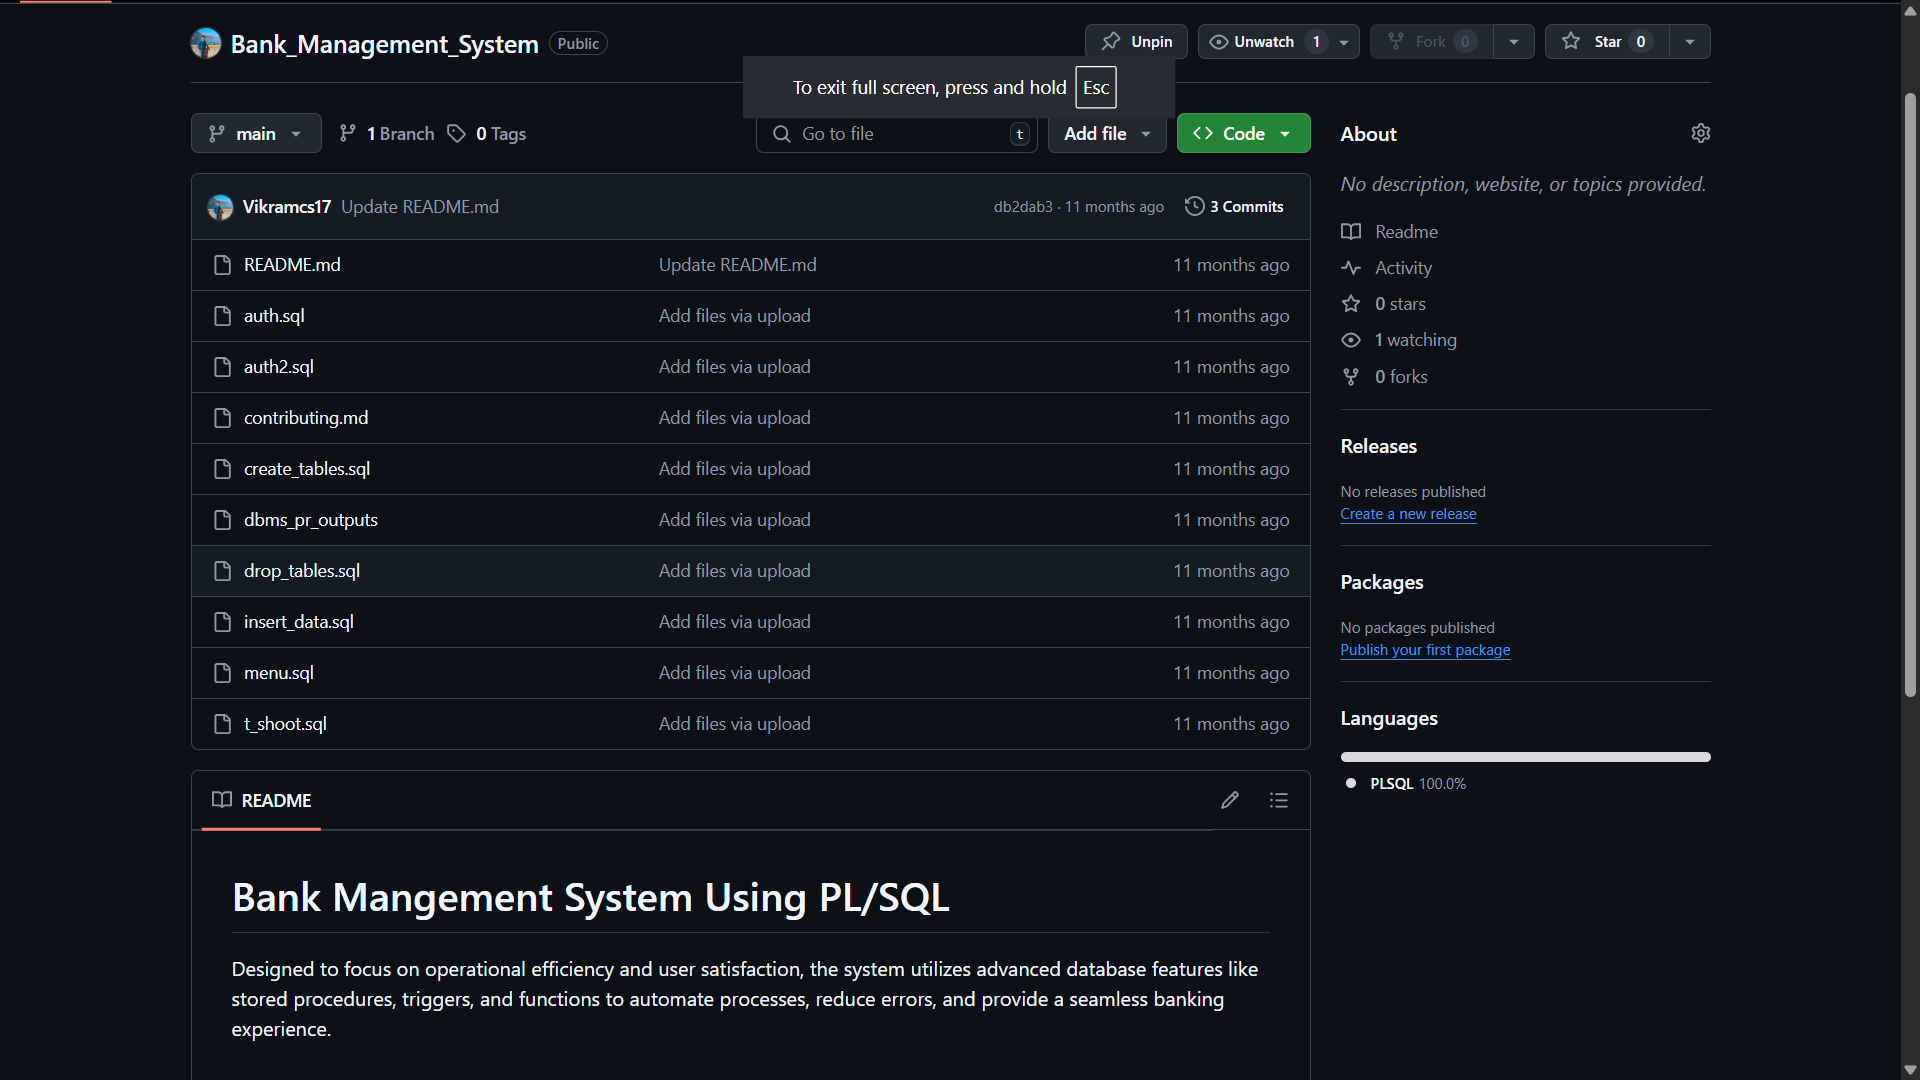 Bank_Management_System Public Unpin Unwatch 1 Fork 0 Star 0
To exit full screen, press and hold Esc
main 1 Branch 0 Tags Go to file t Add file Code
Vikramcs17 Update README.md db2dab3 · 11 months ago 3 Commits
README.md Update README.md 11 months ago
auth.sql Add files via upload 11 months ago
auth2.sql Add files via upload 11 months ago
contributing.md Add files via upload 11 months ago
create_tables.sql Add files via upload 11 months ago
dbms_pr_outputs Add files via upload 11 months ago
drop_tables.sql Add files via upload 11 months ago
insert_data.sql Add files via upload 11 months ago
menu.sql Add files via upload 11 months ago
t_shoot.sql Add files via upload 11 months ago
README
Bank Mangement System Using PL/SQL
Designed to focus on operational efficiency and user satisfaction, the system utilizes advanced database features like
stored procedures, triggers, and functions to automate processes, reduce errors, and provide a seamless banking
experience.
About
No description, website, or topics provided.
Readme
Activity
0 stars
1 watching
0 forks
Releases
No releases published
Create a new release
Packages
No packages published
Publish your first package
Languages
PLSQL 100.0%